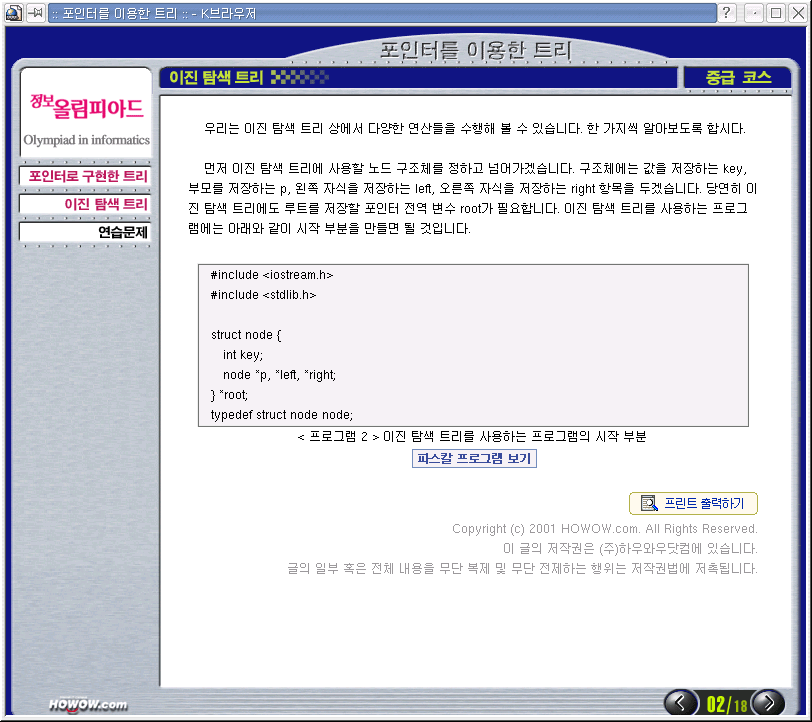 :: 포인터를 이용한 트리 :: - K브라우저
포인터를 이용한 트리
이진 탐색 트리
중급 코스
정보올림피아드
Olympiad in informatics
포인터로 구현한 트리
이진 탐색 트리
연습문제
우리는 이진 탐색 트리 상에서 다양한 연산들을 수행해 볼 수 있습니다. 한 가지씩 알아보도록 합시다.
먼저 이진 탐색 트리에 사용할 노드 구조체를 정하고 넘어가겠습니다. 구조체에는 값을 저장하는 key,
부모를 저장하는 p, 왼쪽 자식을 저장하는 left, 오른쪽 자식을 저장하는 right 항목을 두겠습니다. 당연히 이
진 탐색 트리에도 루트를 저장할 포인터 전역 변수 root가 필요합니다. 이진 탐색 트리를 사용하는 프로그
램에는 아래와 같이 시작 부분을 만들면 될 것입니다.
#include <iostream.h>
#include <stdlib.h>
struct node {
int key;
node *p, *left, *right;
} *root;
typedef struct node node;
< 프로그램 2 > 이진 탐색 트리를 사용하는 프로그램의 시작 부분
파스칼 프로그램 보기
프린트 출력하기
Copyright (c) 2001 HOWOW.com. All Rights Reserved.
이 글의 저작권은 (주)하우와우닷컴에 있습니다.
글의 일부 혹은 전체 내용을 무단 복제 및 무단 전제하는 행위는 저작권법에 저촉됩니다.
HOWOW.com
02/18